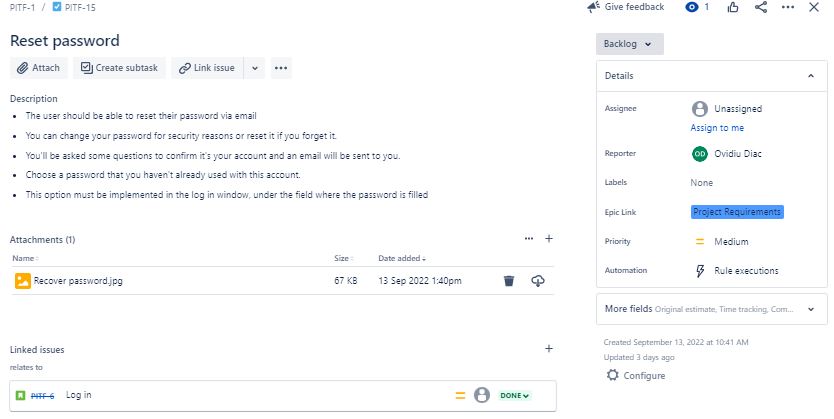 PITF-1 / PITF-15
Give feedback
1
Reset password
Attach
Create subtask
Link issue
Description
The user should be able to reset their password via email
You can change your password for security reasons or reset it if you forget it.
You'll be asked some questions to confirm it's your account and an email will be sent to you.
Choose a password that you haven't already used with this account.
This option must be implemented in the log in window, under the field where the password is filled
Attachments (1)
Name Size Date added
Recover password.jpg 67 KB 13 Sep 2022 1:40pm
Linked issues
relates to
PITF-6 Log in DONE
Backlog
Details
Assignee Unassigned
Assign to me
Reporter OD Ovidiu Diac
Labels None
Epic Link Project Requirements
Priority Medium
Automation Rule executions
More fields Original estimate, Time tracking, Com...
Created September 13, 2022 at 10:41 AM
Updated 3 days ago
Configure